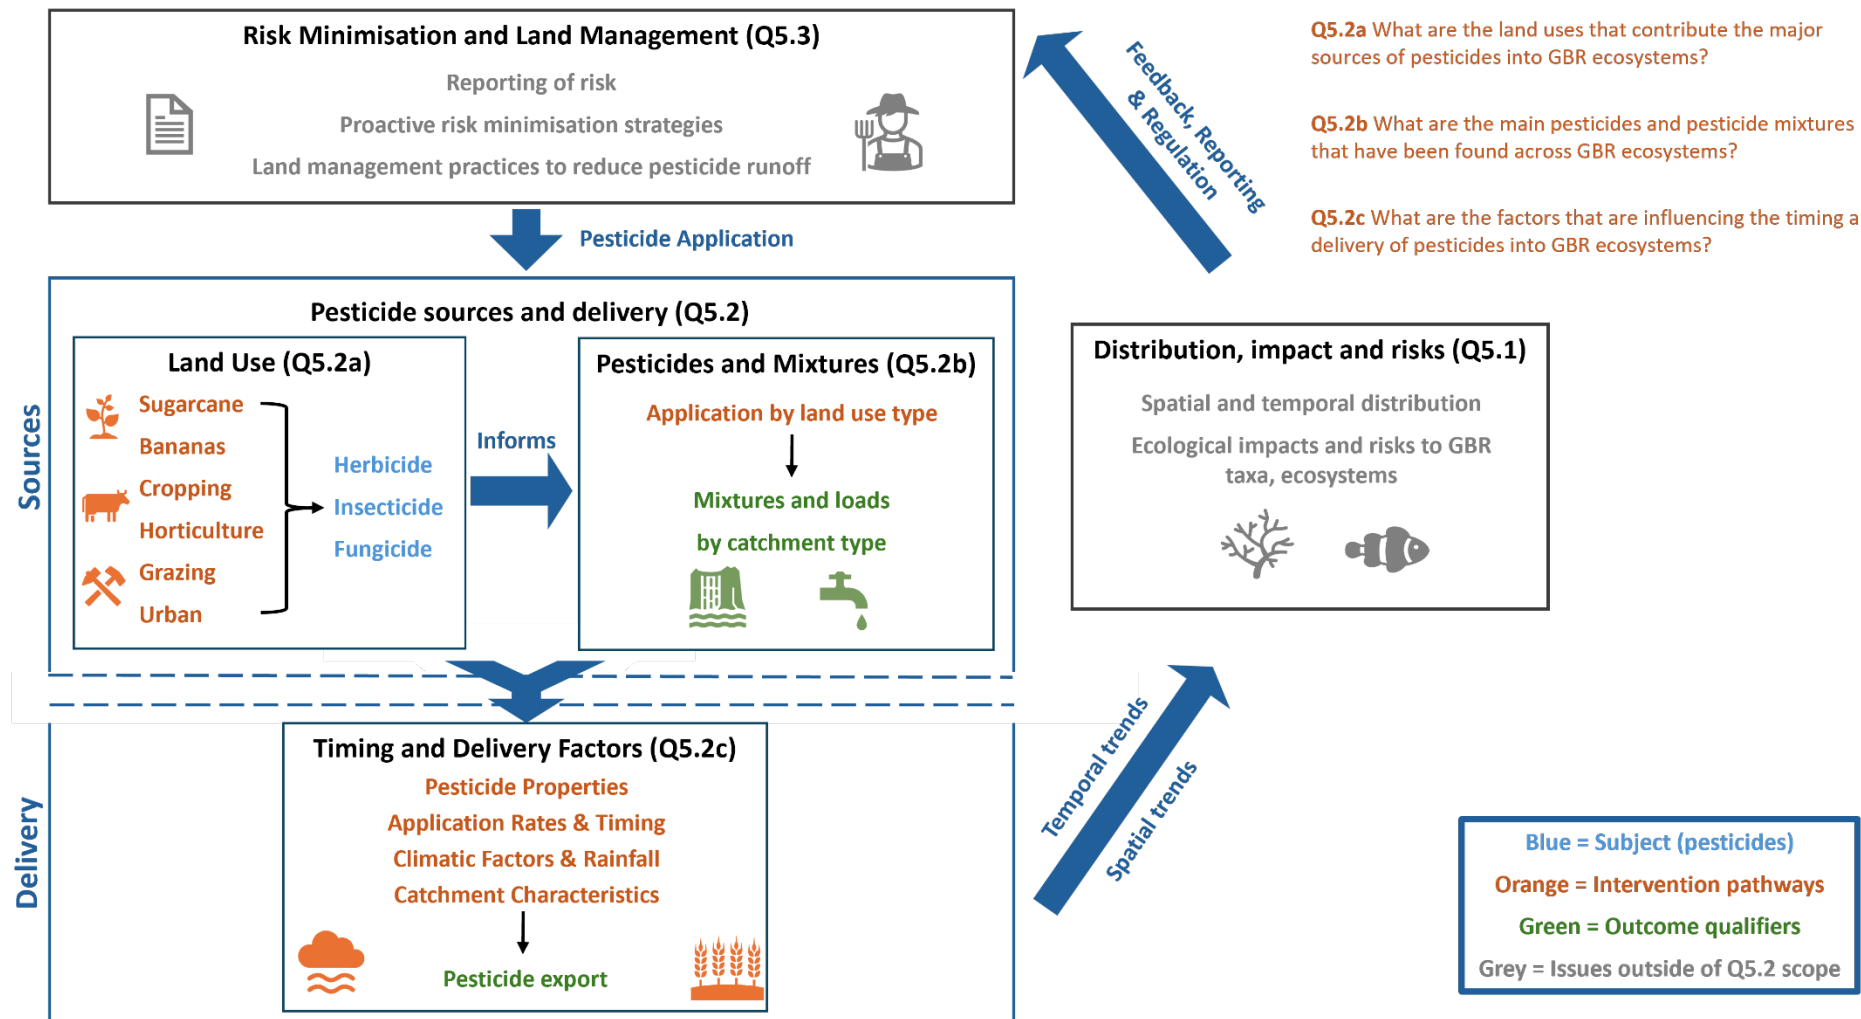 Risk Minimisation and Land Management (Q5.3)
Reporting of risk
Proactive risk minimisation strategies
Land management practices to reduce pesticide runoff
Feedback, Reporting
& Regulation
Q5.2a What are the land uses that contribute the major
sources of pesticides into GBR ecosystems?
Q5.2b What are the main pesticides and pesticide mixtures
that have been found across GBR ecosystems?
Q5.2c What are the factors that are influencing the timing a
delivery of pesticides into GBR ecosystems?
Pesticide Application
Sources
Pesticide sources and delivery (Q5.2)
Land Use (Q5.2a)
Sugarcane
Bananas
Cropping
Horticulture
Grazing
Urban
Herbicide
Insecticide
Fungicide
Informs
Pesticides and Mixtures (Q5.2b)
Application by land use type
Mixtures and loads
by catchment type
Distribution, impact and risks (Q5.1)
Spatial and temporal distribution
Ecological impacts and risks to GBR
taxa, ecosystems
Delivery
Timing and Delivery Factors (Q5.2c)
Pesticide Properties
Application Rates & Timing
Climatic Factors & Rainfall
Catchment Characteristics
Pesticide export
Temporal trends
Spatial trends
Blue = Subject (pesticides)
Orange = Intervention pathways
Green = Outcome qualifiers
Grey = Issues outside of Q5.2 scope